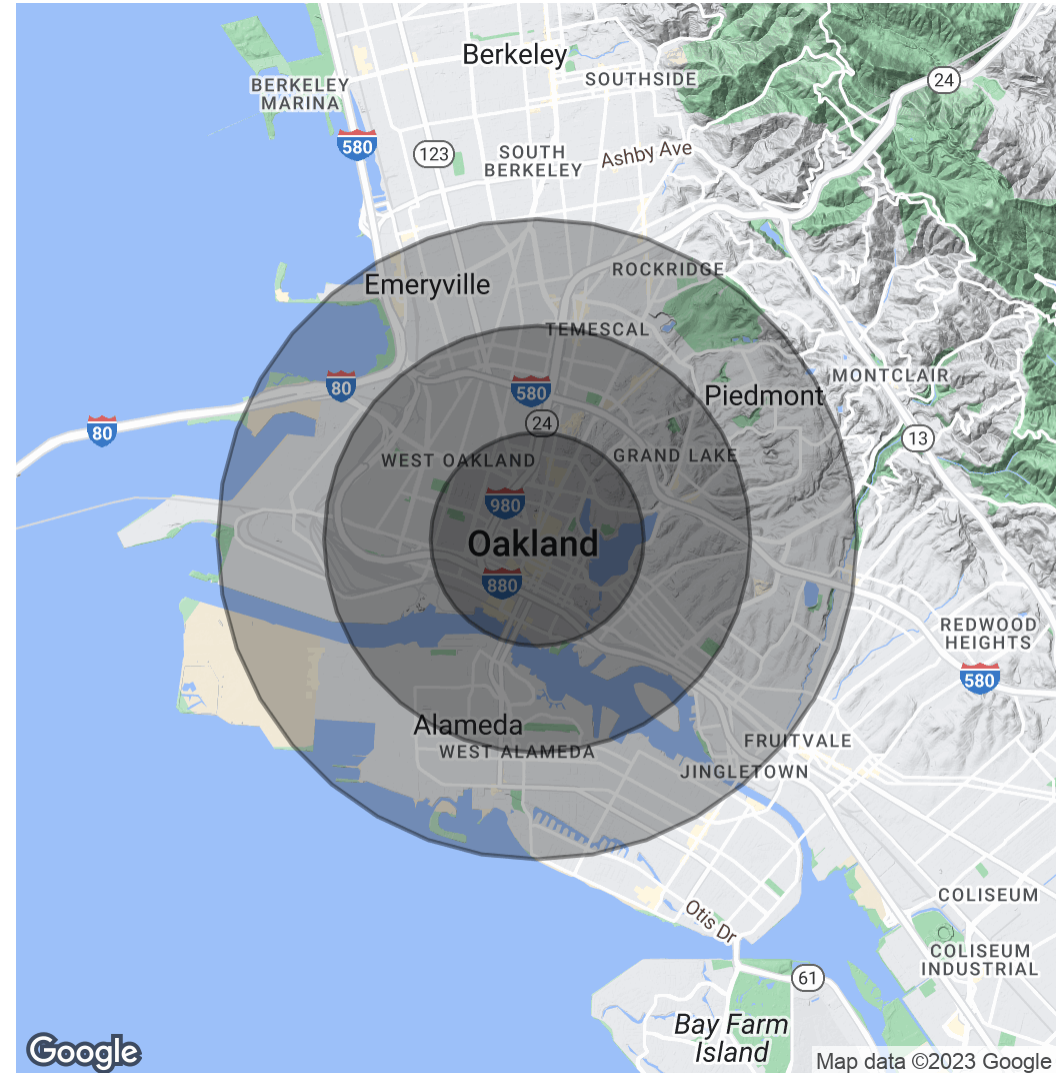 Berkeley
SOUTHSIDE
24
BERKELEY
MARINA
580
123
SOUTH
BERKELEY
Ashby Ave
ROCKRIDGE
Emeryville
TEMESCAL
MONTCLAIR
80
580
Piedmont
80
24
13
WEST OAKLAND
GRAND LAKE
980
Oakland
880
REDWOOD
HEIGHTS
580
Alameda
WEST ALAMEDA
FRUITVALE
JINGLETOWN
COLISEUM
Otis Dr
COLISEUM
INDUSTRIAL
61
Bay Farm
Island
Google
Map data ©2023 Google